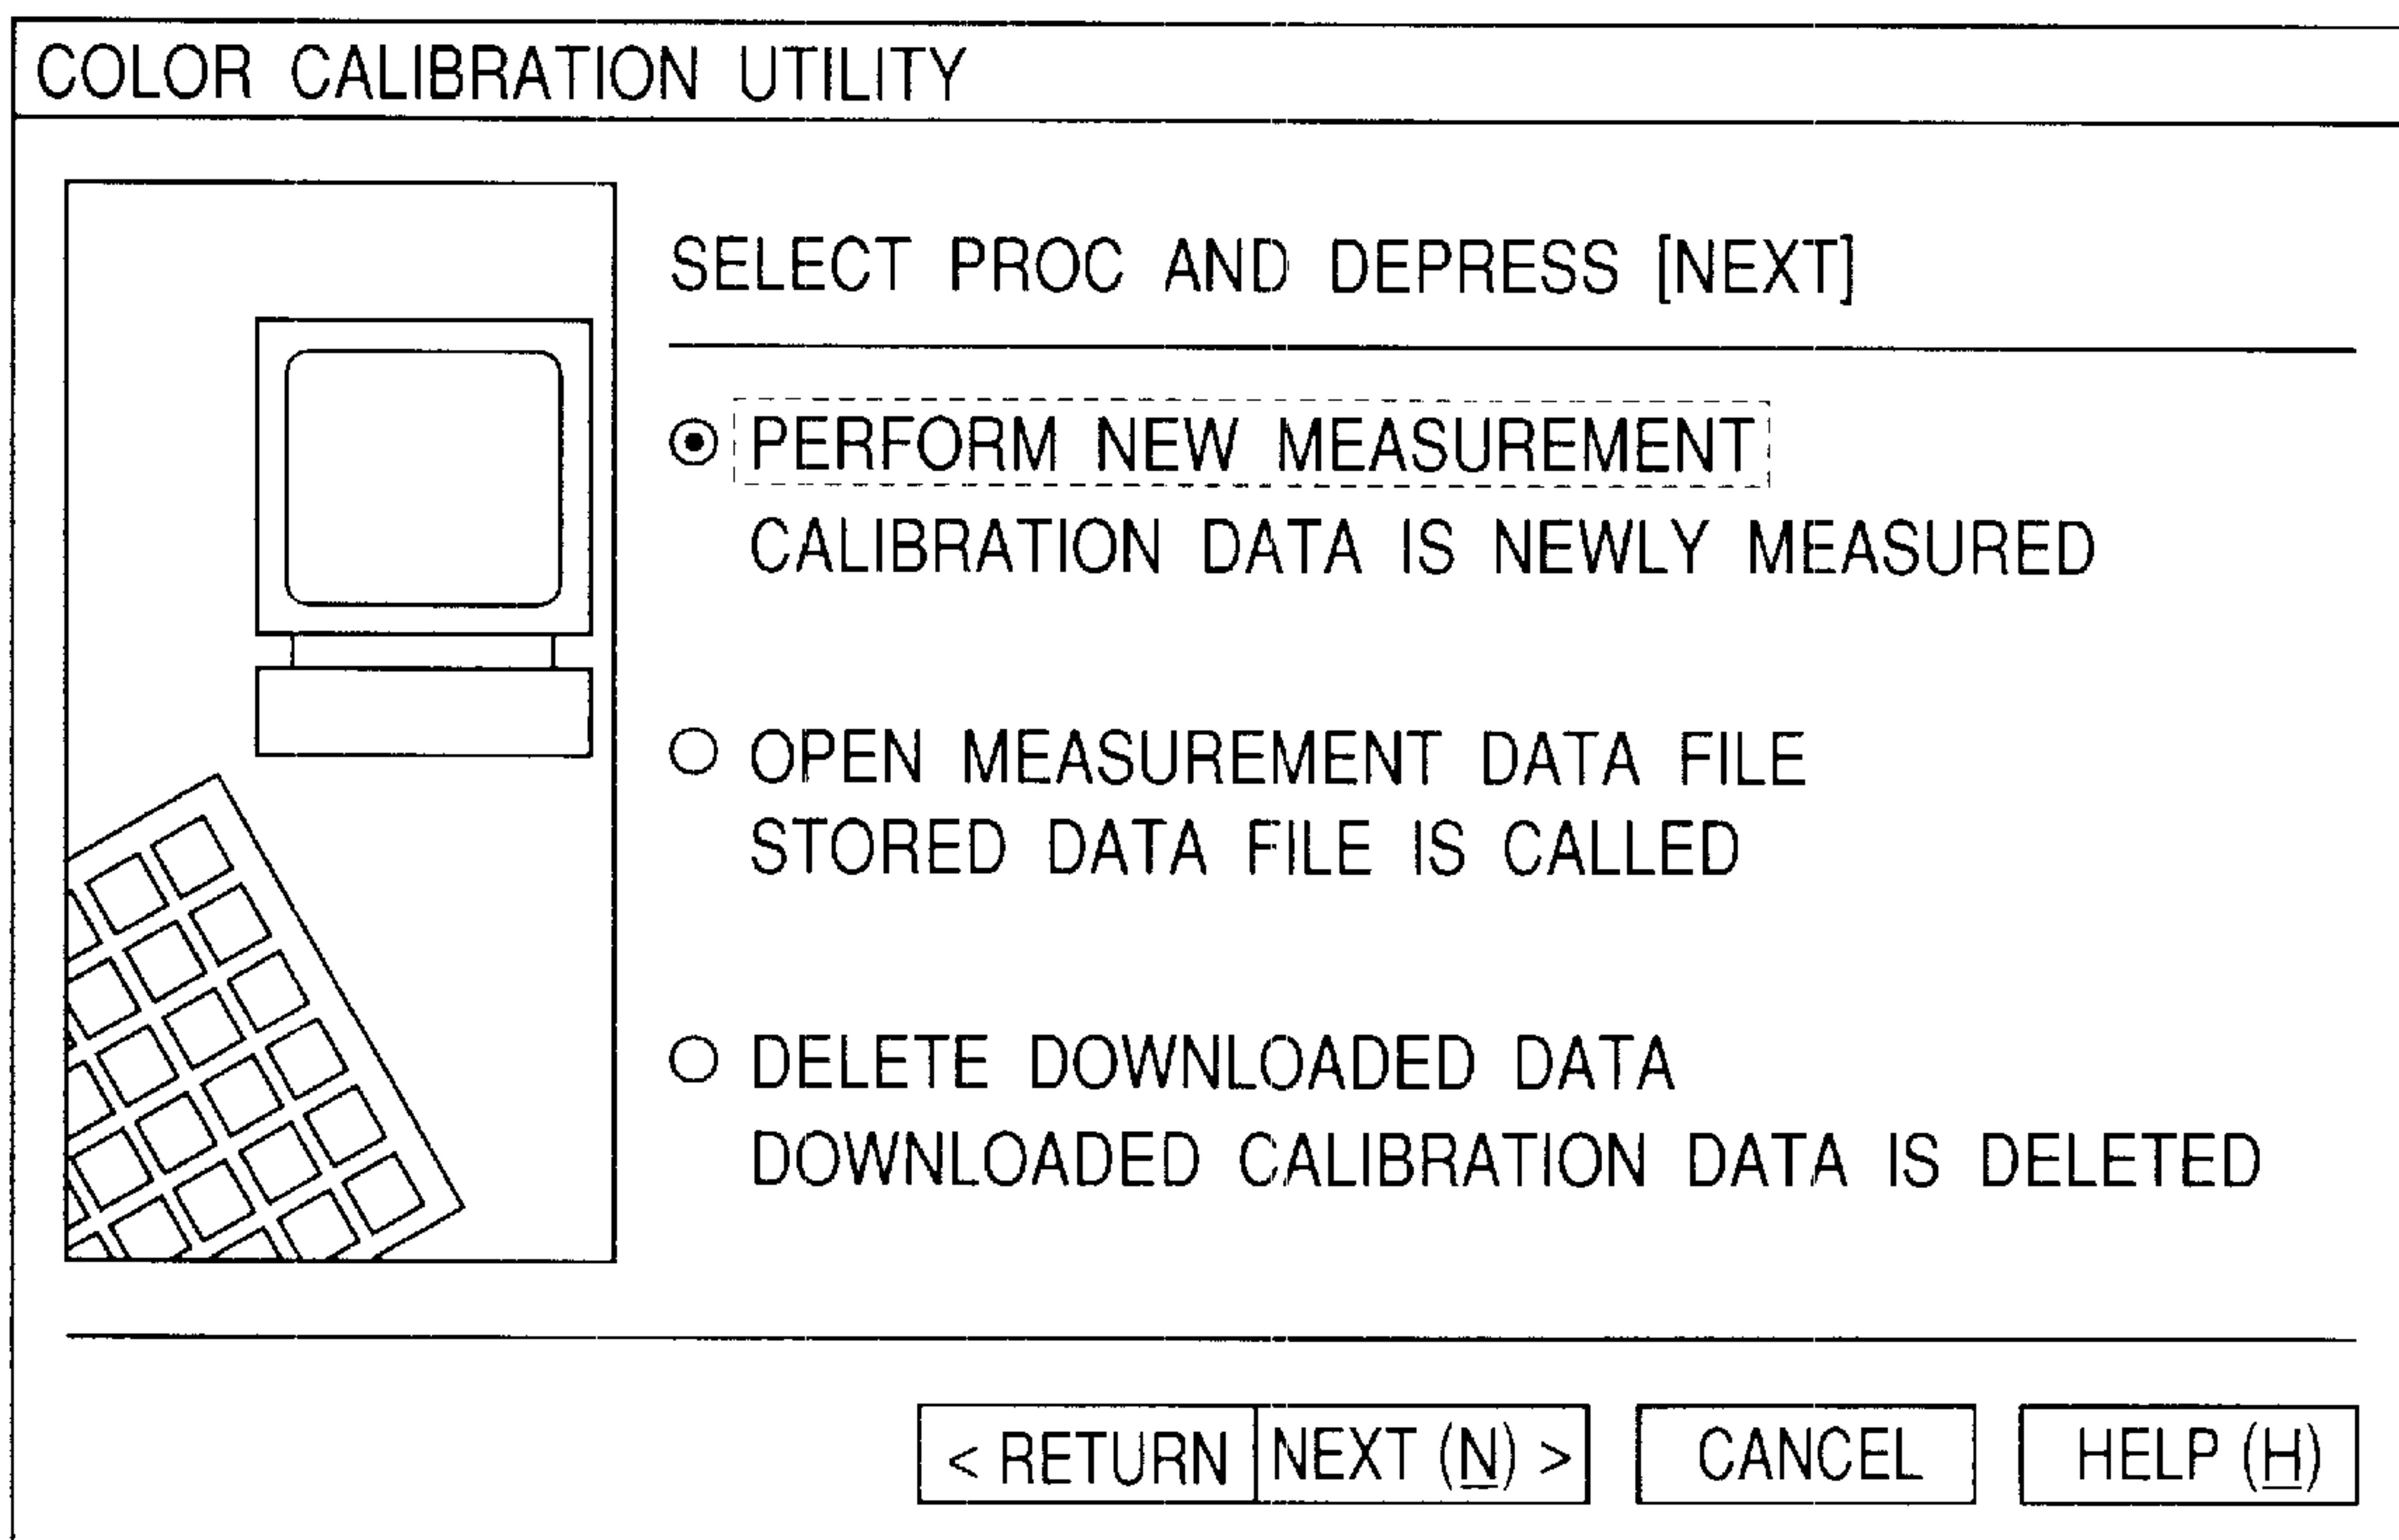 COLOR CALIBRATION UTILITY
SELECT PROC AND DEPRESS [NEXT]
PERFORM NEW MEASUREMENT
CALIBRATION DATA IS NEWLY MEASURED
OPEN MEASUREMENT DATA FILE
STORED DATA FILE IS CALLED
DELETE DOWNLOADED DATA
DOWNLOADED CALIBRATION DATA IS DELETED
< RETURN NEXT (N) > CANCEL HELP (H)